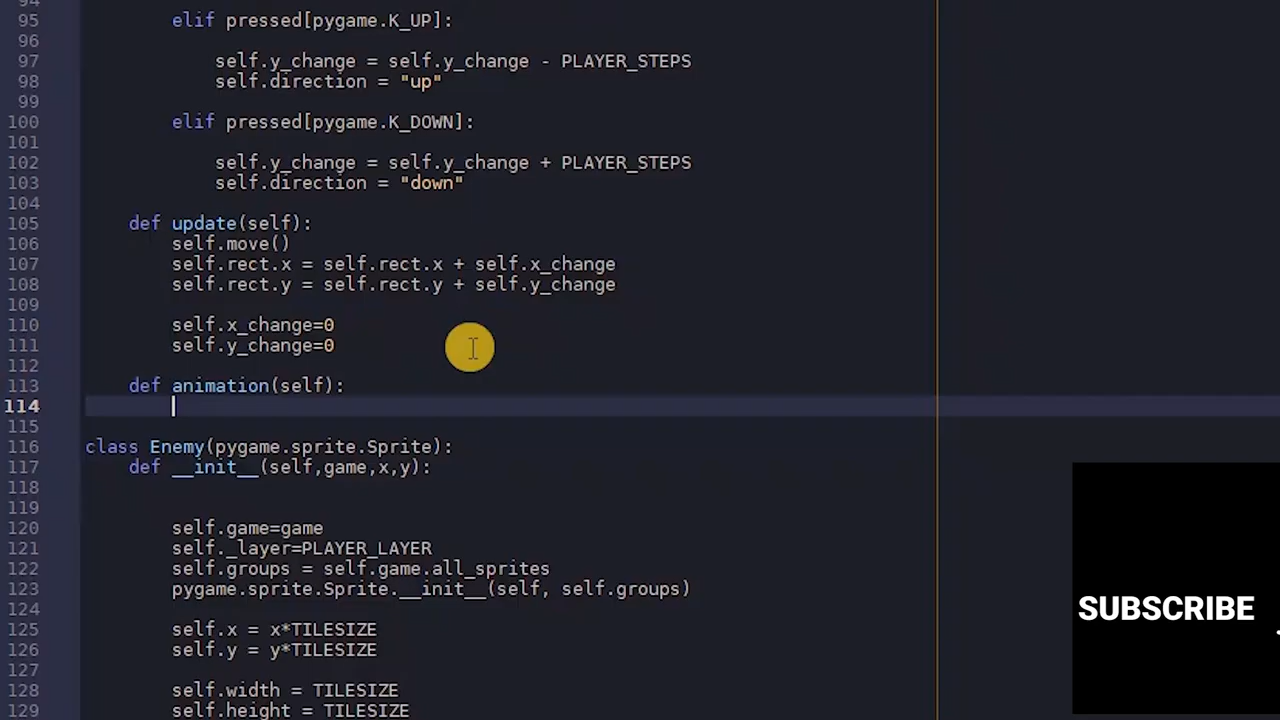 94
95 elif pressed[pygame.K_UP]:
96
97 self.y_change = self.y_change - PLAYER_STEPS
98 self.direction = "up"
99
100 elif pressed[pygame.K_DOWN]:
101
102 self.y_change = self.y_change + PLAYER_STEPS
103 self.direction = "down"
104
105 def update(self):
106 self.move()
107 self.rect.x = self.rect.x + self.x_change
108 self.rect.y = self.rect.y + self.y_change
109
110 self.x_change=0
111 self.y_change=0
112
113 def animation(self):
114
115
116 class Enemy(pygame.sprite.Sprite):
117 def __init__(self,game,x,y):
118
119
120 self.game=game
121 self._layer=PLAYER_LAYER
122 self.groups = self.game.all_sprites
123 pygame.sprite.Sprite.__init__(self, self.groups)
124
125 self.x = x*TILESIZE
126 self.y = y*TILESIZE
127
128 self.width = TILESIZE
129 self.height = TILESIZE
SUBSCRIBE